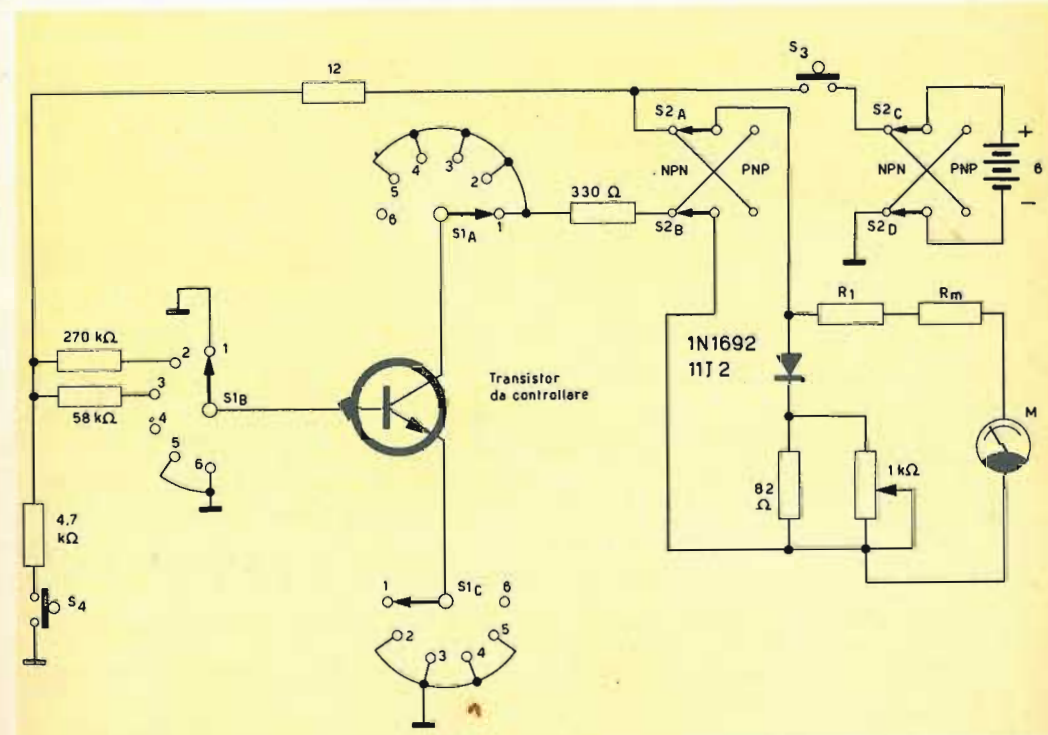 12
S3
S2A
S2C
NPN
PNP
NPN
PNP
+
6
−
S2B
S2D
330 Ω
5
4
3
2
6
S1A
1
R1
Rm
1N1692
11J2
M
82
Ω
1kΩ
270 kΩ
58 kΩ
2
1
3
4
5
6
S1B
Transistor
da controllare
4.7
kΩ
S4
1
S1C
6
2
3
4
5